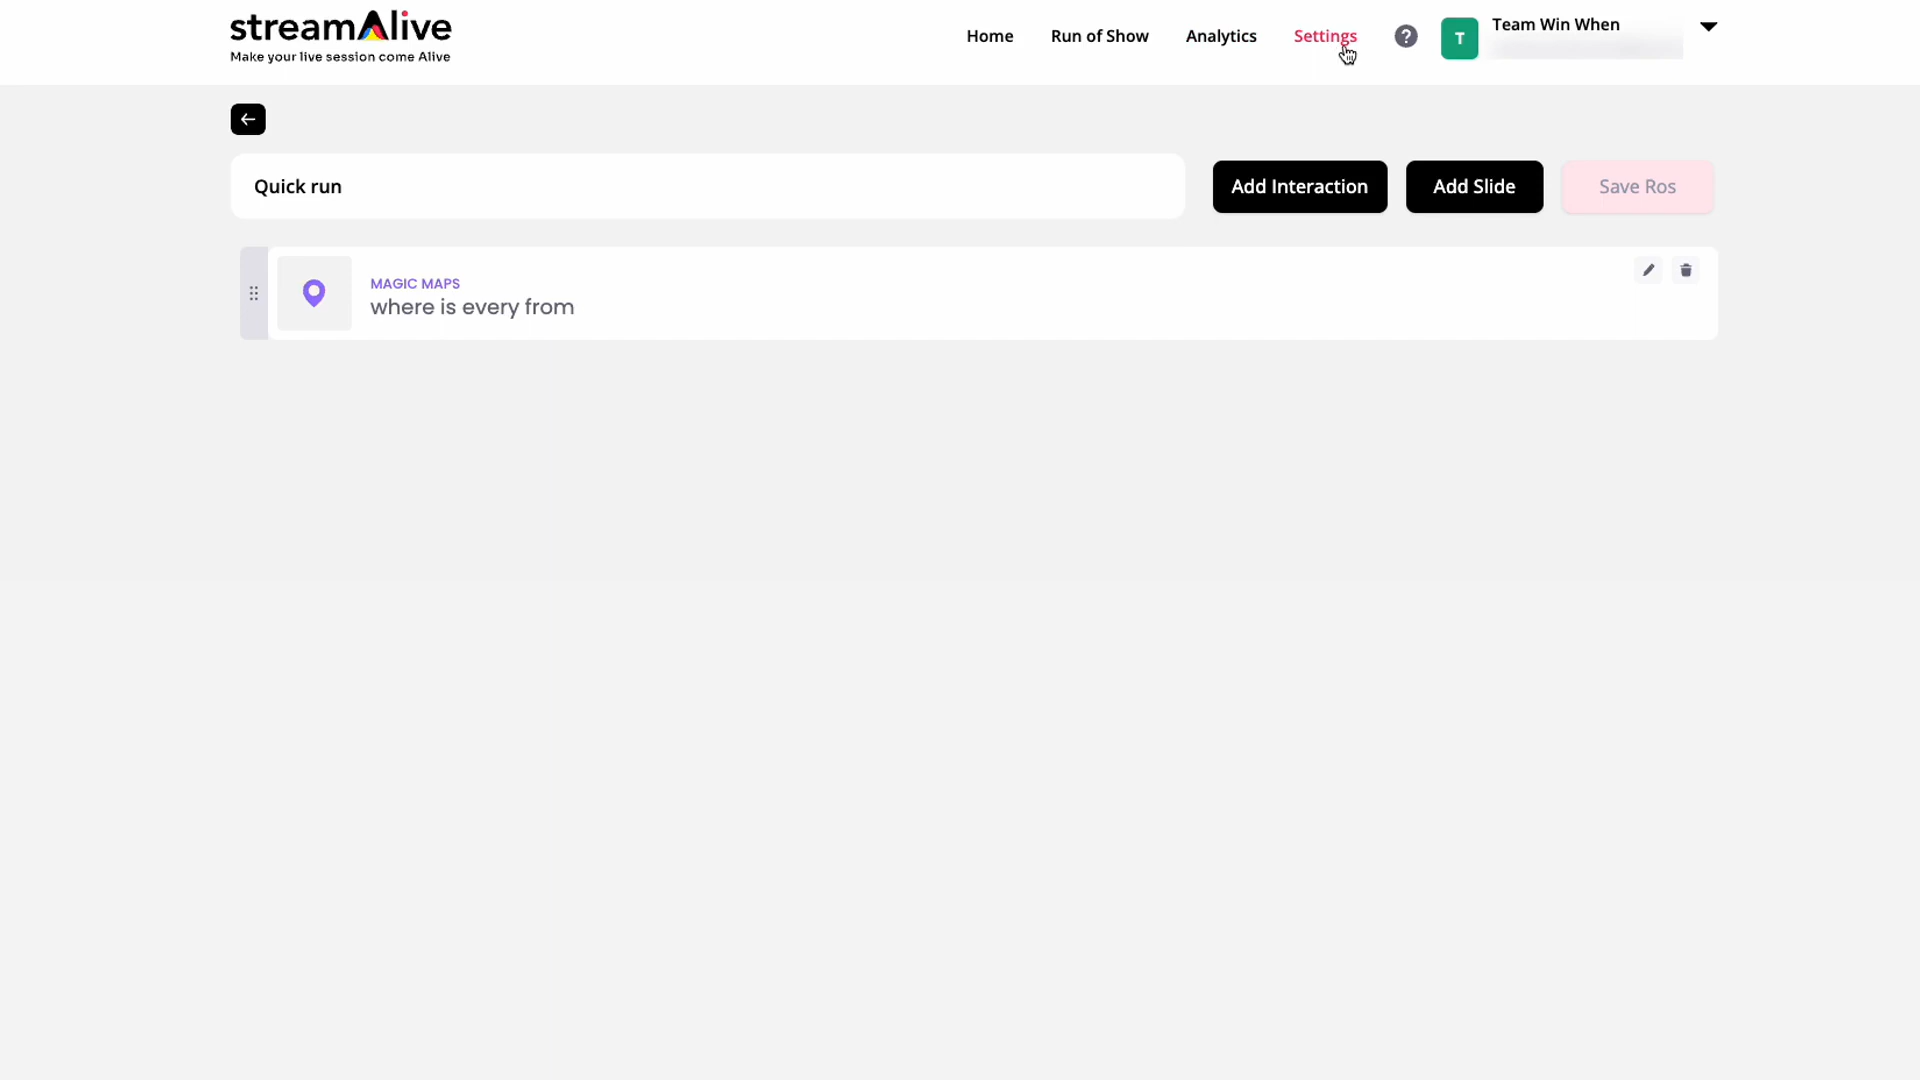 streamAlive
Make your live session come Alive
Home
Run of Show
Analytics
Settings
?
T
Team Win When
Quick run
Add Interaction
Add Slide
Save Ros
MAGIC MAPS
where is every from